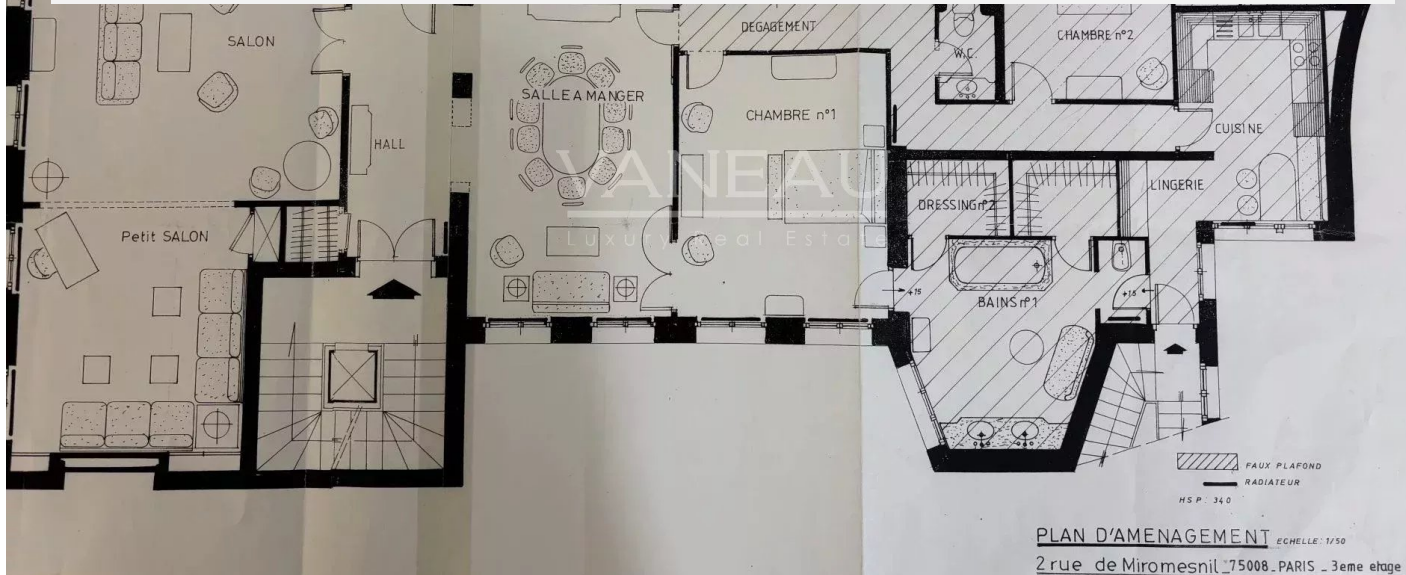 SALON
DEGAGEMENT
W.C.
CHAMBRE n°2
SALLE A MANGER
CHAMBRE n°1
HALL
CUISINE
VANEAU
Luxury Real Estate
LINGERIE
DRESSING n°2
Petit SALON
+15
BAINS n°1
+15
FAUX PLAFOND
RADIATEUR
HSP: 340
PLAN D'AMENAGEMENT ECHELLE: 1/50
2 rue de Miromesnil_75008_PARIS _ 3eme etage